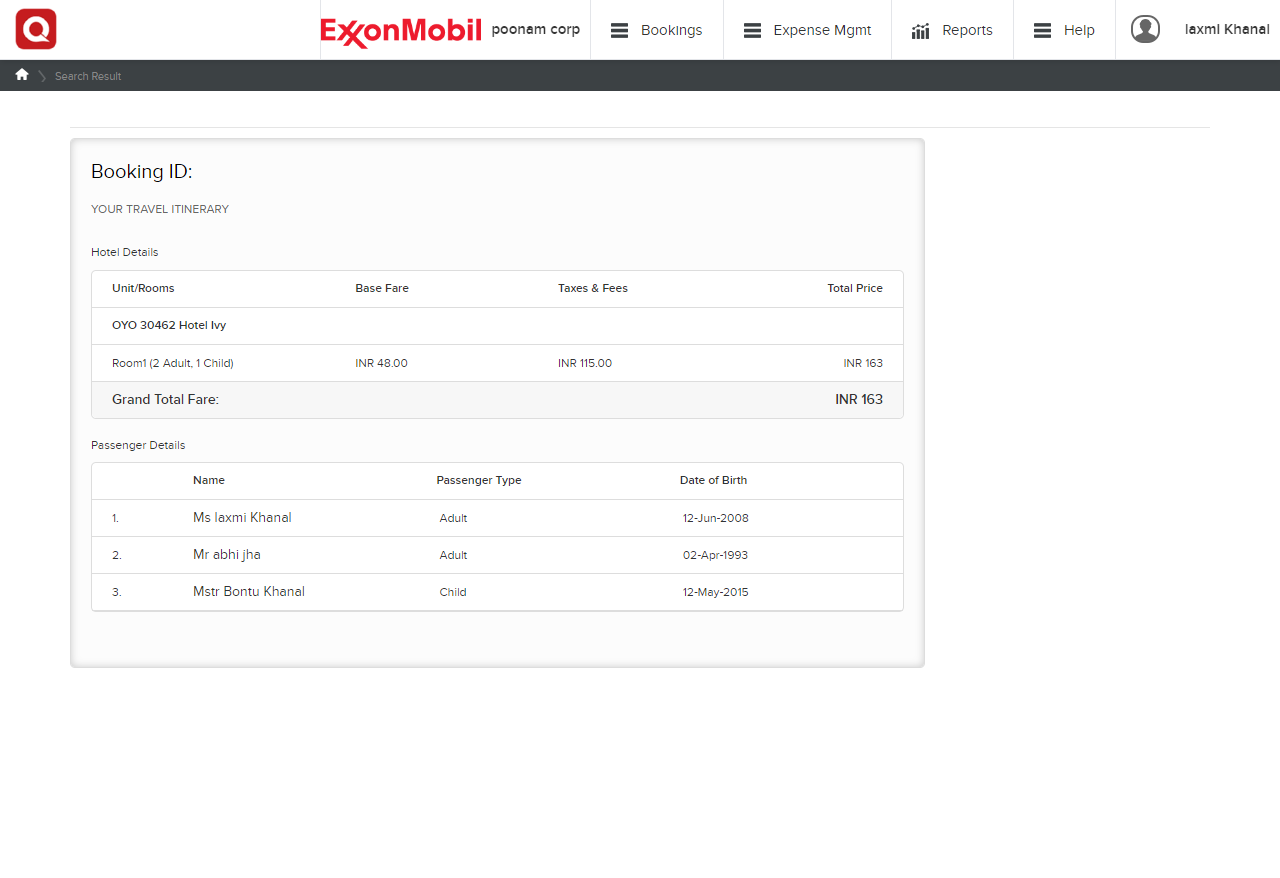 Q ExxonMobil poonam corp Bookings Expense Mgmt Reports Help laxmi Khanal
Search Result
Booking ID:
YOUR TRAVEL ITINERARY
Hotel Details
Unit/Rooms Base Fare Taxes & Fees Total Price
OYO 30462 Hotel Ivy
Room1 (2 Adult, 1 Child) INR 48.00 INR 115.00 INR 163
Grand Total Fare: INR 163
Passenger Details
Name Passenger Type Date of Birth
1. Ms laxmi Khanal Adult 12-Jun-2008
2. Mr abhi jha Adult 02-Apr-1993
3. Mstr Bontu Khanal Child 12-May-2015